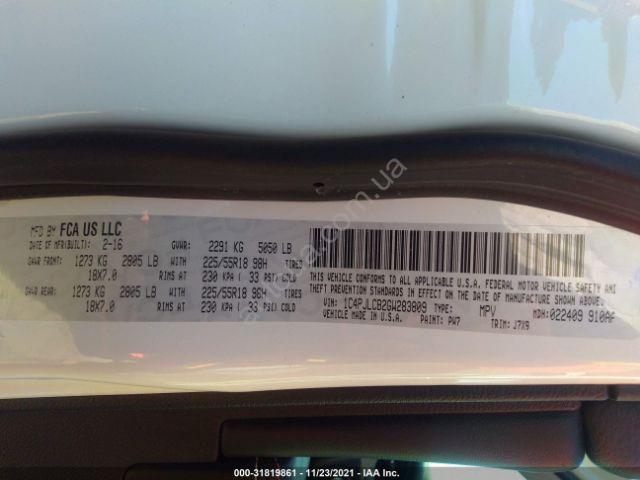 MFD BY FCA US LLC
DATE OF MFR(BUILT): 2-16 GVWR: 2291 KG 5050 LB
GAWR FRONT: 1273 KG 2805 LB WITH 225/55R18 98H TIRES
18X7.0 RIMS AT 230 KPA ( 33 PSI) COLD
GAWR REAR: 1273 KG 2805 LB WITH 225/55R18 98H TIRES
18X7.0 RIMS AT 230 KPA ( 33 PSI) COLD
THIS VEHICLE CONFORMS TO ALL APPLICABLE U.S.A. FEDERAL MOTOR VEHICLE SAFETY AND
THEFT PREVENTION STANDARDS IN EFFECT ON THE DATE OF MANUFACTURE SHOWN ABOVE.
VIN: 1C4PJLCB2GW283809 TYPE: MPV MDH: 022409 910AF
VEHICLE MADE IN U.S.A. PAINT: PW7 TRIM: J7X9
000-31819861 - 11/23/2021 - IAA Inc.